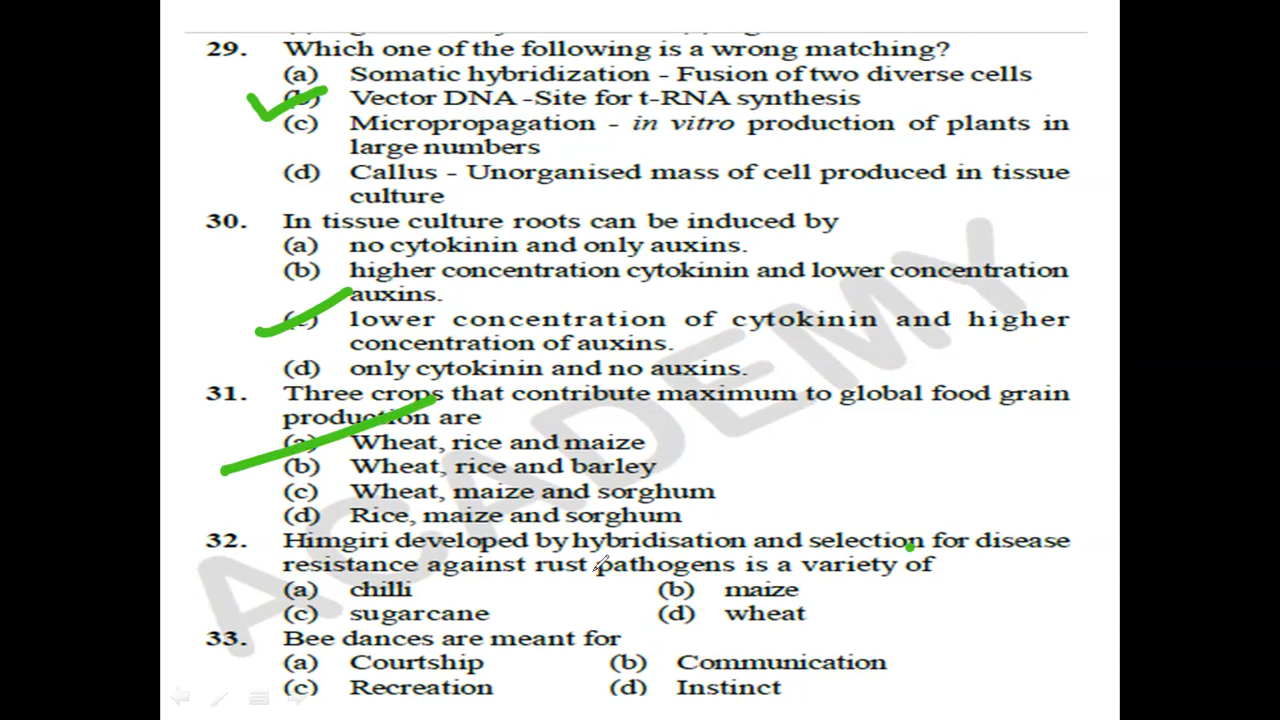 29. Which one of the following is a wrong matching?
(a) Somatic hybridization - Fusion of two diverse cells
(b) Vector DNA -Site for t-RNA synthesis
(c) Micropropagation - in vitro production of plants in
large numbers
(d) Callus - Unorganised mass of cell produced in tissue
culture
30. In tissue culture roots can be induced by
(a) no cytokinin and only auxins.
(b) higher concentration cytokinin and lower concentration
auxins.
(c) lower concentration of cytokinin and higher
concentration of auxins.
(d) only cytokinin and no auxins.
31. Three crops that contribute maximum to global food grain
production are
(a) Wheat, rice and maize
(b) Wheat, rice and barley
(c) Wheat, maize and sorghum
(d) Rice, maize and sorghum
32. Himgiri developed by hybridisation and selection for disease
resistance against rust pathogens is a variety of
(a) chilli (b) maize
(c) sugarcane (d) wheat
33. Bee dances are meant for
(a) Courtship (b) Communication
(c) Recreation (d) Instinct
ACADEMY